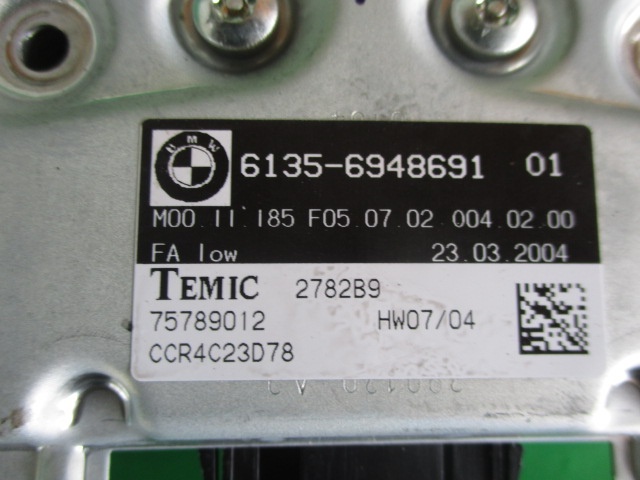 BMW
6135-6948691 01
M00.11.185 F05.07.02 004.02.00
FA low 23.03.2004
TEMIC 2782B9
75789012 HW07/04
CCR4C23D78